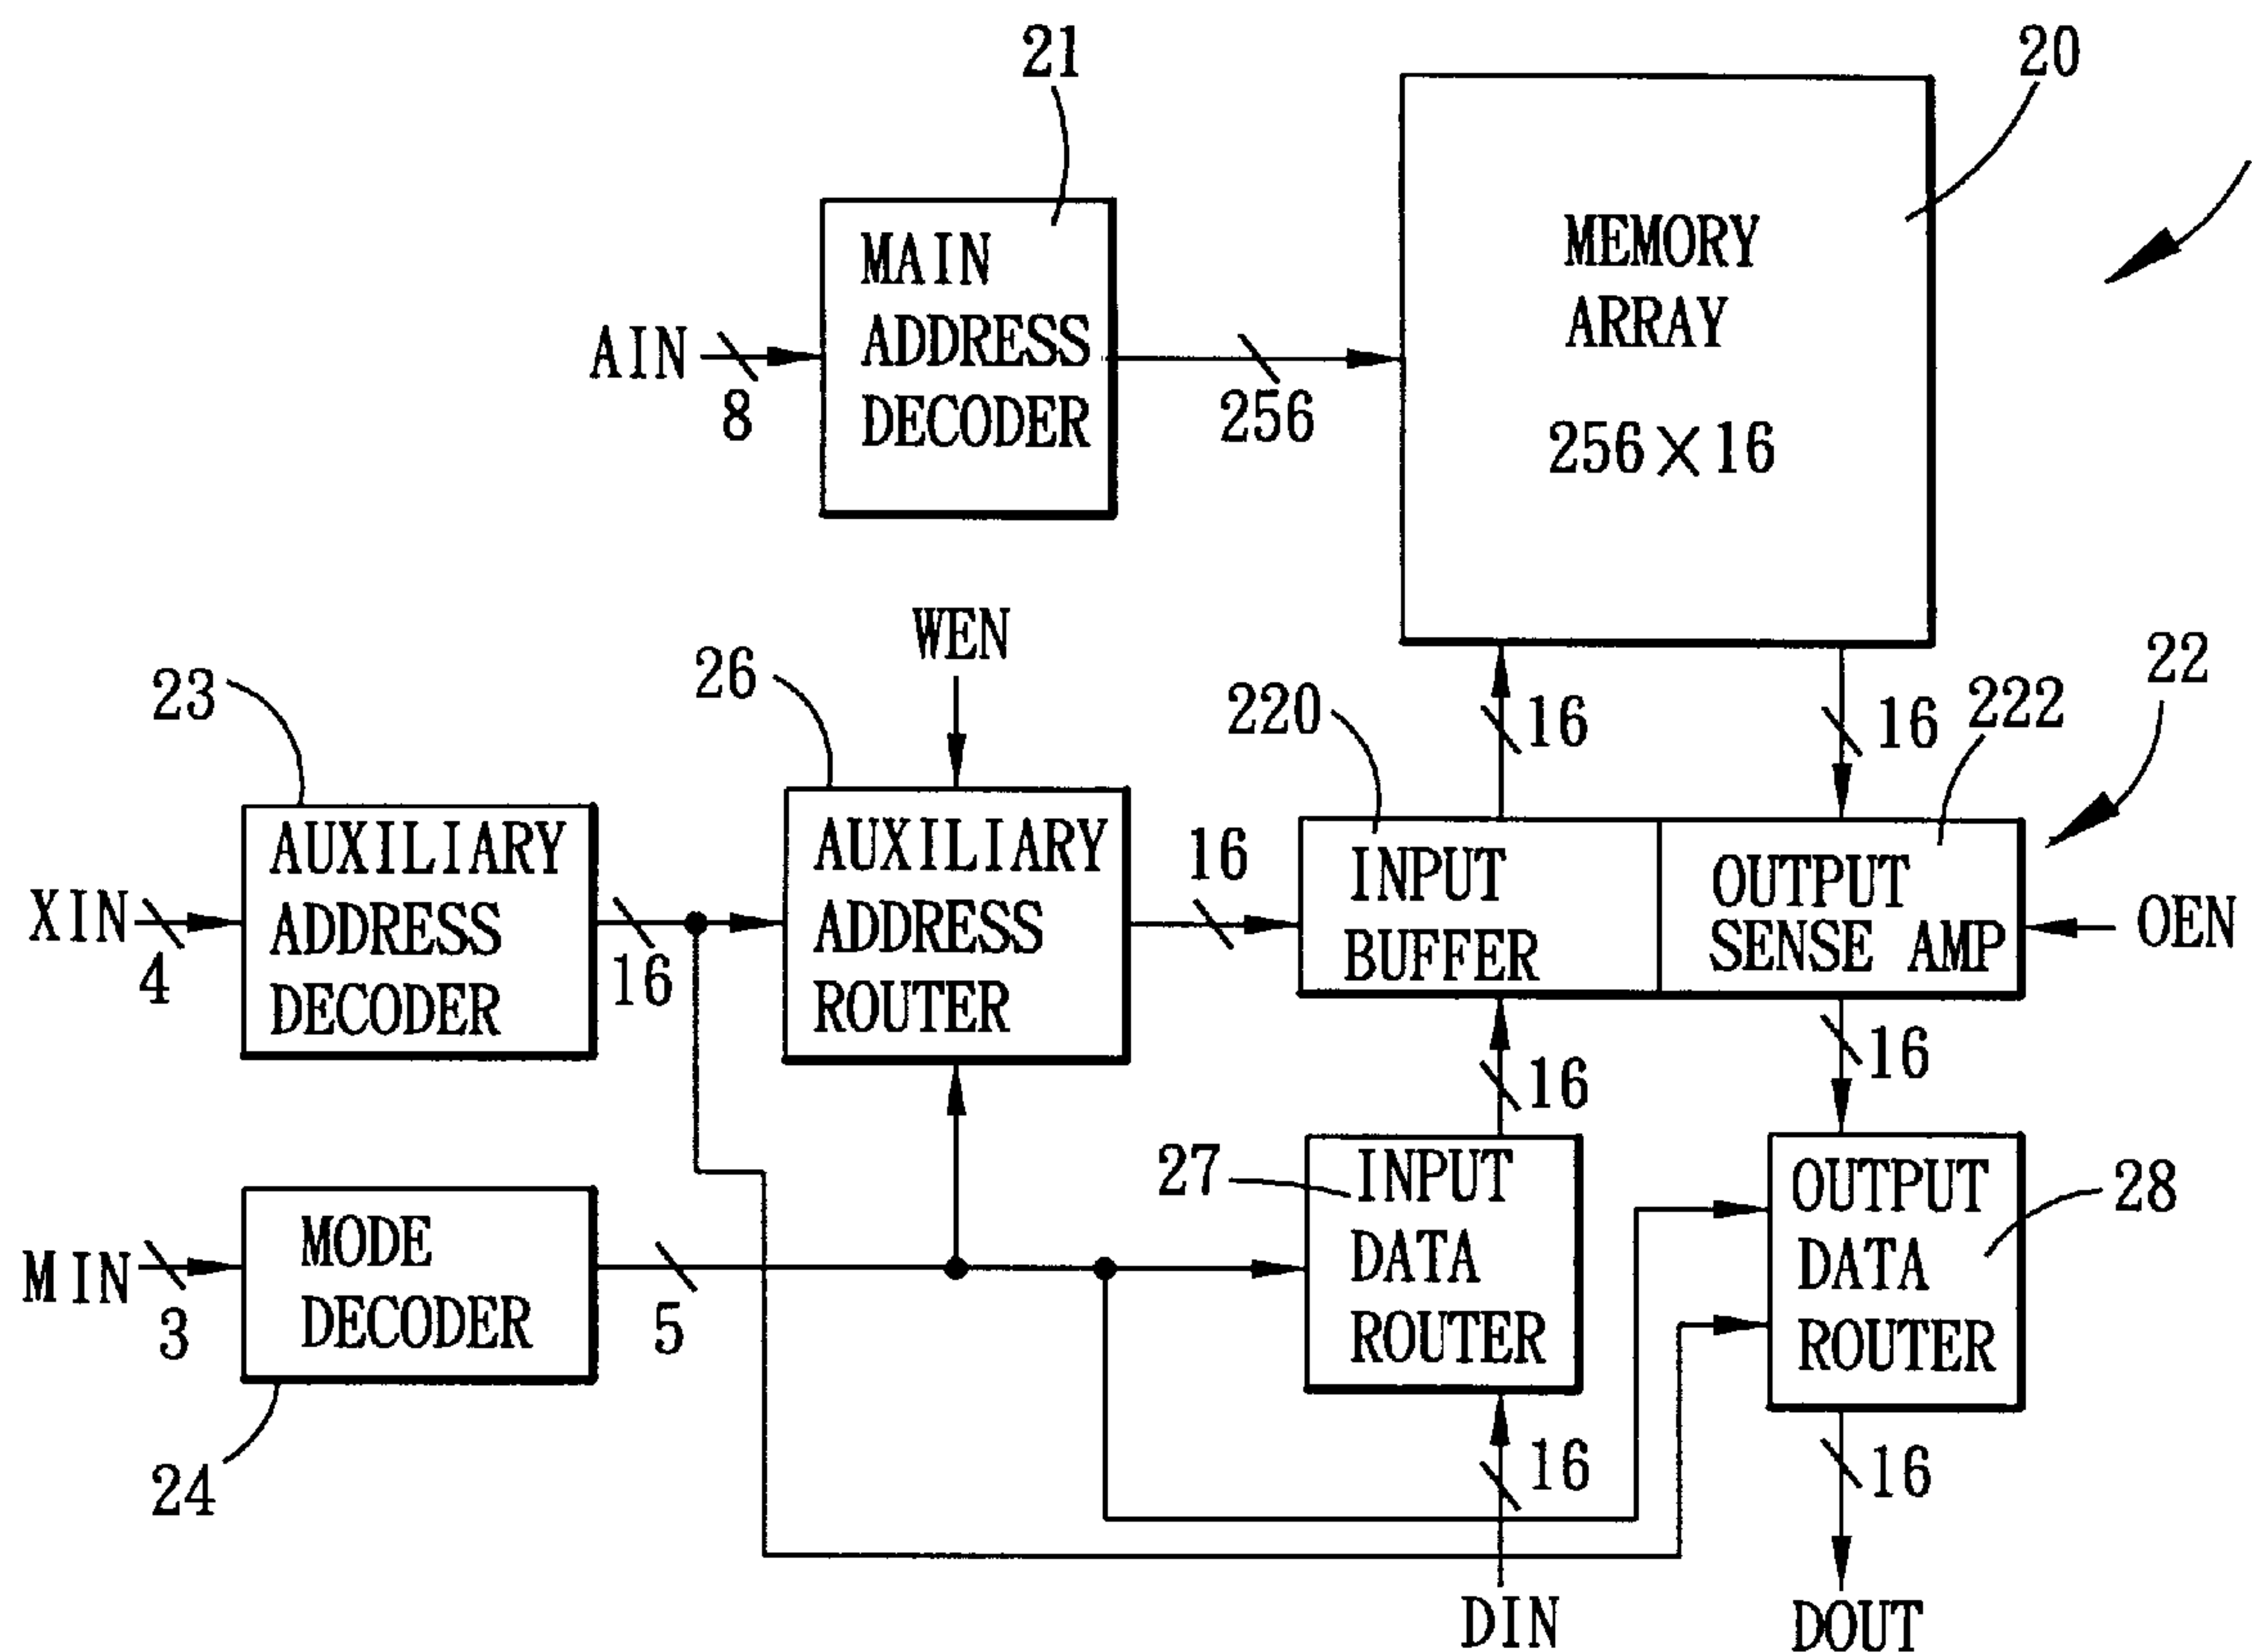 21
20
MAIN
ADDRESS
DECODER
AIN
8
256
MEMORY
ARRAY
256×16
WEN
23
26
220
16
16
222
22
AUXILIARY
ADDRESS
DECODER
XIN
4
16
AUXILIARY
ADDRESS
ROUTER
16
INPUT
BUFFER
OUTPUT
SENSE AMP
OEN
16
16
MODE
DECODER
MIN
3
24
5
27
INPUT
DATA
ROUTER
OUTPUT
DATA
ROUTER
28
16
16
DIN
DOUT